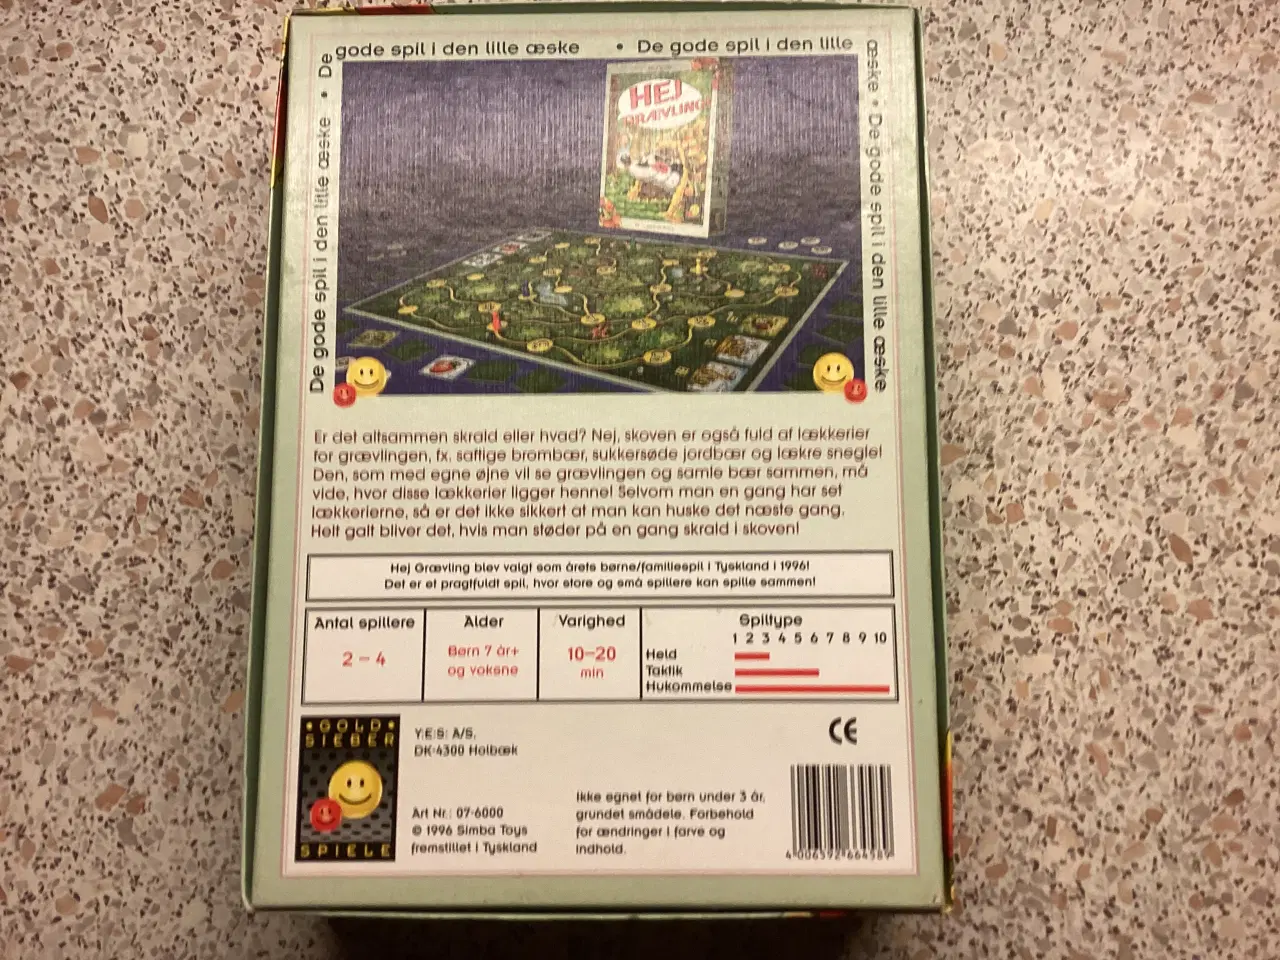 De gode spil i den lille æske • De gode spil i den lille æske • De gode spil i den lille æske
De gode spil i den lille æske •
HEJ
GRÆVLING
Er det altsammen skrald eller hvad? Nej, skoven er også fuld af lækkerier
for grævlingen, fx. saftige brombær, sukkersøde jordbær og lækre snegle!
Den, som med egne øjne vil se grævlingen og samle bær sammen, må
vide, hvor disse lækkerier ligger henne! Selvom man en gang har set
lækkerierne, så er det ikke sikkert at man kan huske det næste gang.
Helt galt bliver det, hvis man støder på en gang skrald i skoven!
Hej Grævling blev valgt som årets børne/familiespil i Tyskland i 1996!
Det er et pragtfuldt spil, hvor store og små spillere kan spille sammen!
Antal spillere
2 – 4
Alder
Børn 7 år+
og voksne
Varighed
10–20
min
Spiltype
1 2 3 4 5 6 7 8 9 10
Held
Taktik
Hukommelse
• GOLD •
SIEBER
SPIELE
Y.E.S. A/S.
DK-4300 Holbæk
Art Nr.: 07-6000
© 1996 Simba Toys
fremstillet i Tyskland
Ikke egnet for børn under 3 år,
grundet smådele. Forbehold
for ændringer i farve og
indhold.
CE
4 006592 664589